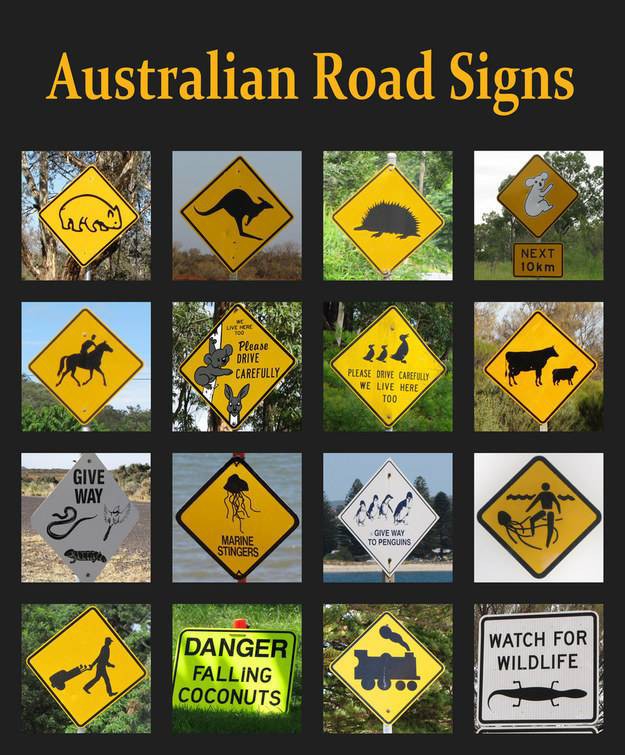 Australian Road Signs
NEXT
10km
WE
LIVE HERE
TOO
Please
DRIVE
CAREFULLY
PLEASE DRIVE CAREFULLY
WE LIVE HERE
TOO
GIVE
WAY
MARINE
STINGERS
GIVE WAY
TO PENGUINS
DANGER
FALLING
COCONUTS
WATCH FOR
WILDLIFE